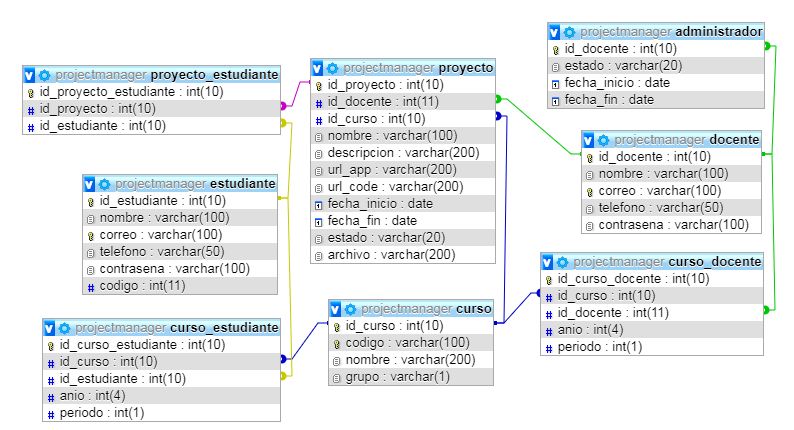 projectmanager proyecto_estudiante
id_proyecto_estudiante : int(10)
id_proyecto : int(10)
id_estudiante : int(10)
projectmanager estudiante
id_estudiante : int(10)
nombre : varchar(100)
correo : varchar(100)
telefono : varchar(50)
contrasena : varchar(100)
codigo : int(11)
projectmanager curso_estudiante
id_curso_estudiante : int(10)
id_curso : int(10)
id_estudiante : int(10)
anio : int(4)
periodo : int(1)
projectmanager proyecto
id_proyecto : int(10)
id_docente : int(11)
id_curso : int(10)
nombre : varchar(100)
descripcion : varchar(200)
url_app : varchar(200)
url_code : varchar(200)
fecha_inicio : date
fecha_fin : date
estado : varchar(20)
archivo : varchar(200)
projectmanager curso
id_curso : int(10)
codigo : varchar(100)
nombre : varchar(200)
grupo : varchar(1)
projectmanager administrador
id_docente : int(10)
estado : varchar(20)
fecha_inicio : date
fecha_fin : date
projectmanager docente
id_docente : int(10)
nombre : varchar(100)
correo : varchar(100)
telefono : varchar(50)
contrasena : varchar(100)
projectmanager curso_docente
id_curso_docente : int(10)
id_curso : int(10)
id_docente : int(11)
anio : int(4)
periodo : int(1)